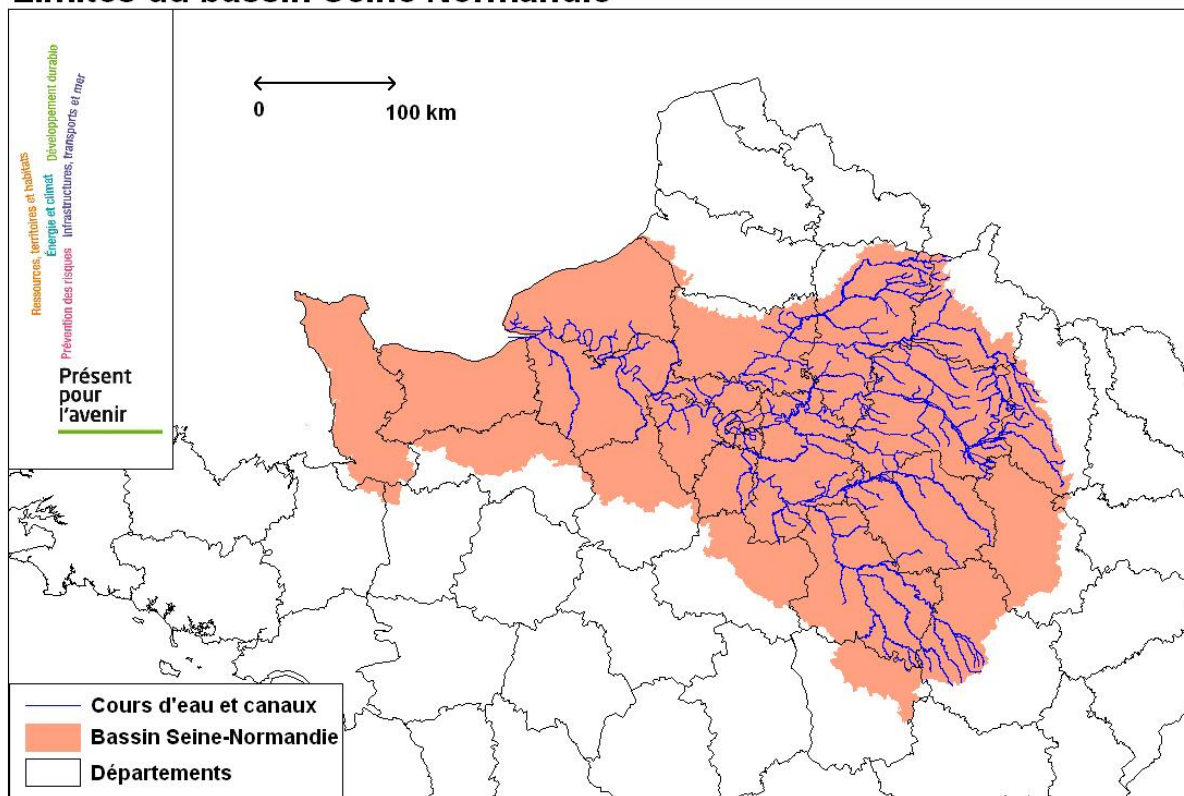 Limites du bassin Seine Normandie
Ressources, territoires et habitats
Énergie et climat Développement durable
Prévention des risques Infrastructures, transports et mer
Présent
pour
l'avenir
0 100 km
Cours d'eau et canaux
Bassin Seine-Normandie
Départements